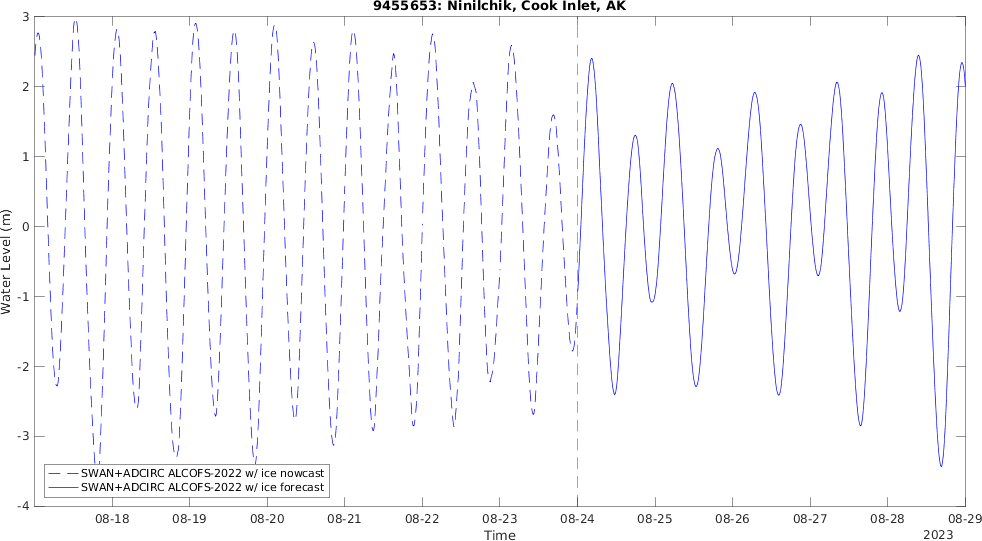 9455653: Ninilchik, Cook Inlet, AK
3
2
1
0
-1
-2
-3
-4
Water Level (m)
SWAN+ADCIRC ALCOFS-2022 w/ ice nowcast
SWAN+ADCIRC ALCOFS-2022 w/ ice forecast
08-18 08-19 08-20 08-21 08-22 08-23 08-24 08-25 08-26 08-27 08-28 08-29
Time
2023